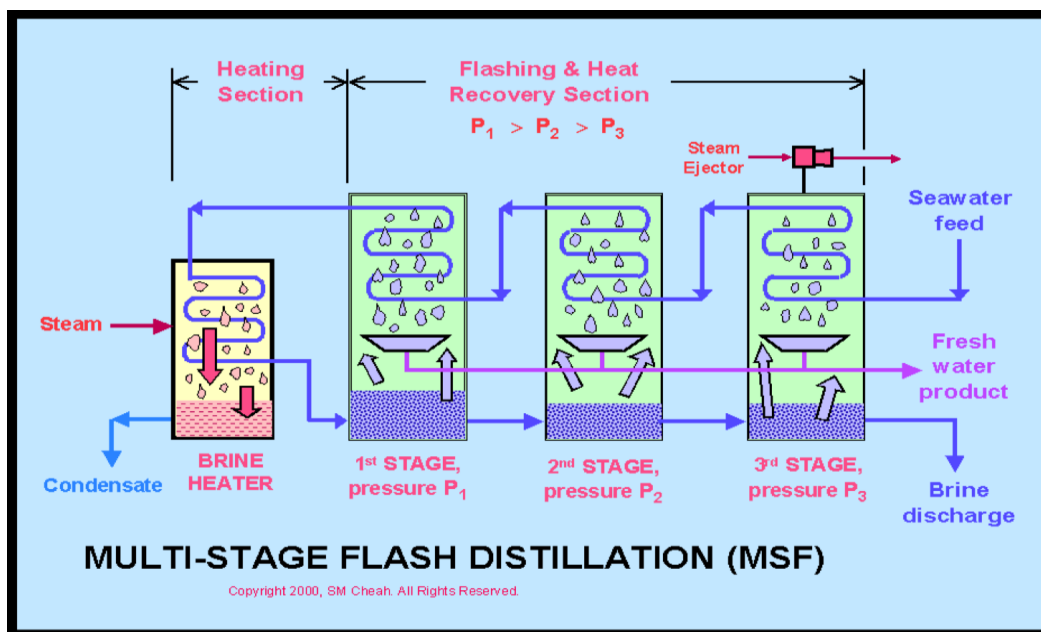 Heating
Section
Flashing & Heat
Recovery Section
P₁ > P₂ > P₃
Steam
Ejector
Seawater
feed
Steam
Fresh
water
product
Condensate
BRINE
HEATER
1ˢᵗ STAGE,
pressure P₁
2ⁿᵈ STAGE,
pressure P₂
3ʳᵈ STAGE,
pressure P₃
Brine
discharge
MULTI-STAGE FLASH DISTILLATION (MSF)
Copyright 2000, SM Cheah. All Rights Reserved.